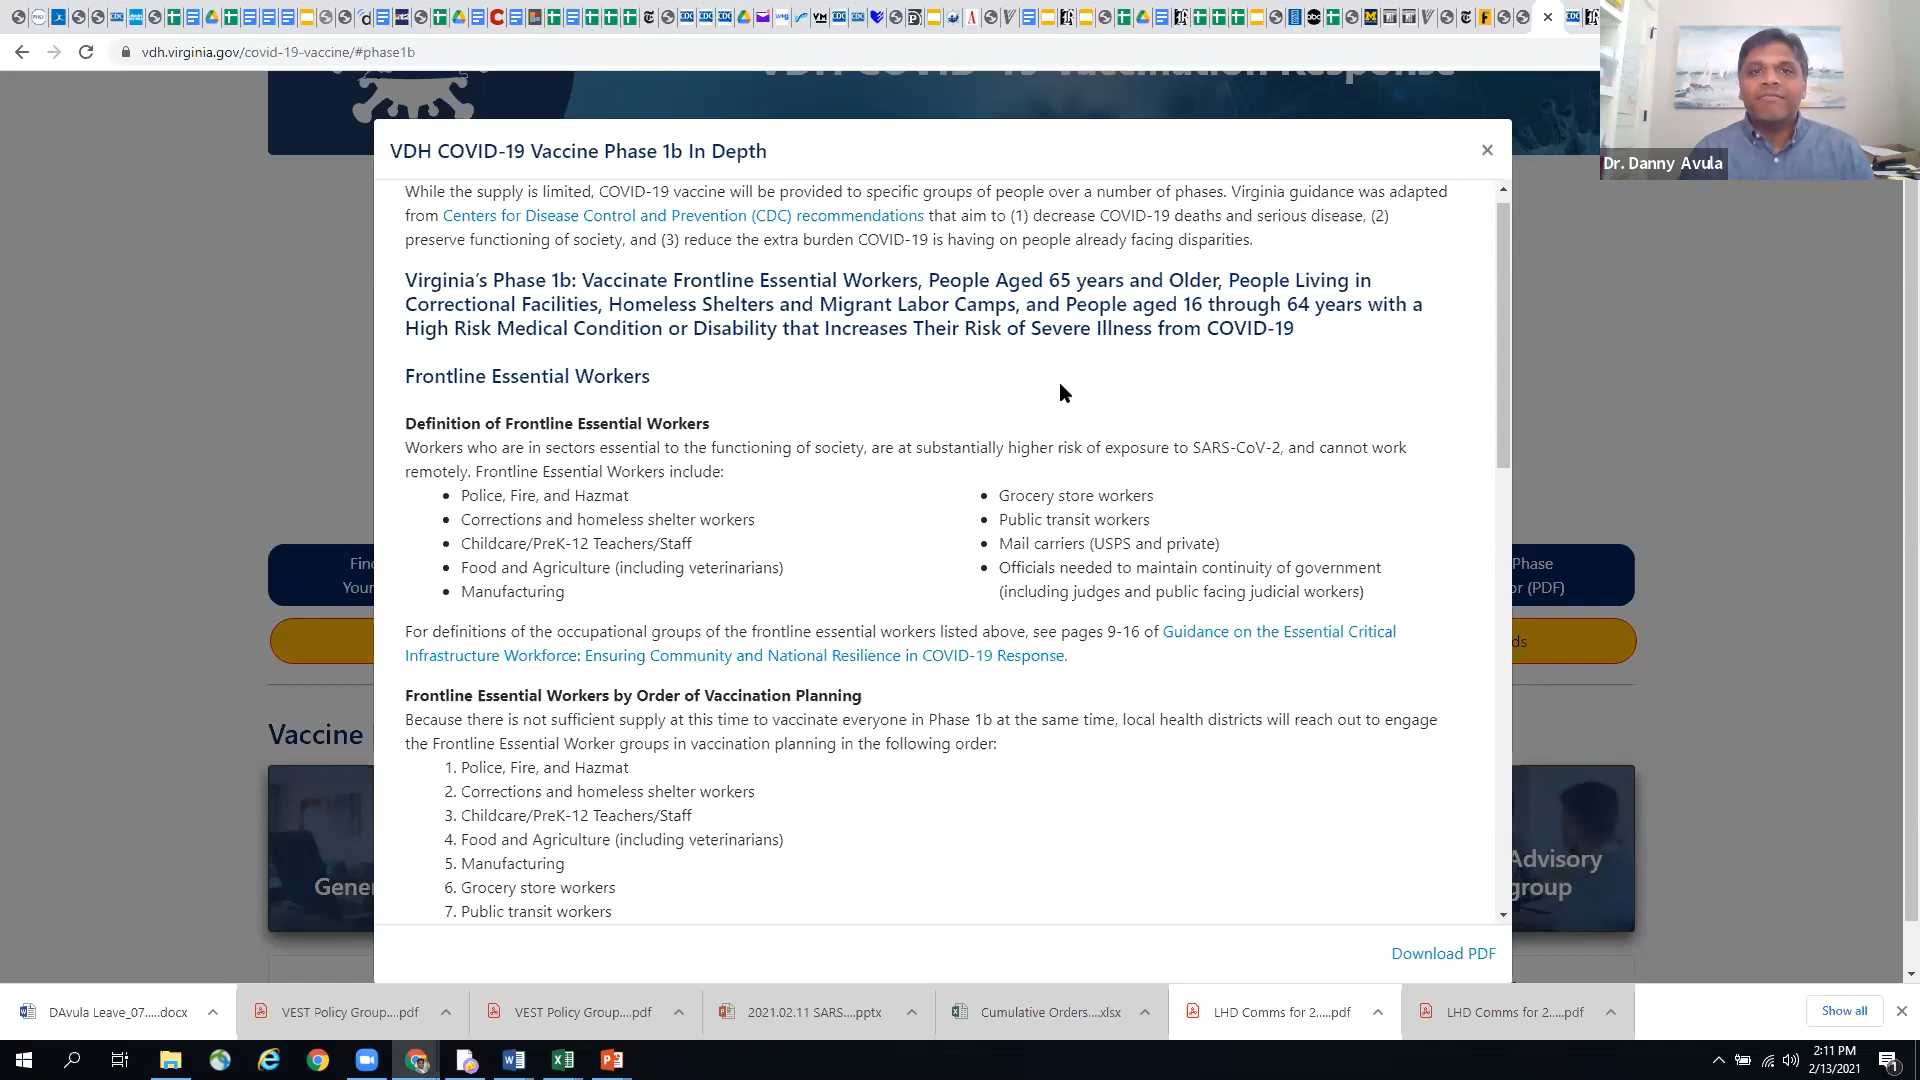 vdh.virginia.gov/covid-19-vaccine/#phase1b
VDH COVID-19 Vaccination Response
Dr. Danny Avula
VDH COVID-19 Vaccine Phase 1b In Depth
While the supply is limited, COVID-19 vaccine will be provided to specific groups of people over a number of phases. Virginia guidance was adapted
from Centers for Disease Control and Prevention (CDC) recommendations that aim to (1) decrease COVID-19 deaths and serious disease, (2)
preserve functioning of society, and (3) reduce the extra burden COVID-19 is having on people already facing disparities.
Virginia’s Phase 1b: Vaccinate Frontline Essential Workers, People Aged 65 years and Older, People Living in
Correctional Facilities, Homeless Shelters and Migrant Labor Camps, and People aged 16 through 64 years with a
High Risk Medical Condition or Disability that Increases Their Risk of Severe Illness from COVID-19
Frontline Essential Workers
Definition of Frontline Essential Workers
Workers who are in sectors essential to the functioning of society, are at substantially higher risk of exposure to SARS-CoV-2, and cannot work
remotely. Frontline Essential Workers include:
• Police, Fire, and Hazmat
• Corrections and homeless shelter workers
• Childcare/PreK-12 Teachers/Staff
• Food and Agriculture (including veterinarians)
• Manufacturing
• Grocery store workers
• Public transit workers
• Mail carriers (USPS and private)
• Officials needed to maintain continuity of government
(including judges and public facing judicial workers)
For definitions of the occupational groups of the frontline essential workers listed above, see pages 9-16 of Guidance on the Essential Critical
Infrastructure Workforce: Ensuring Community and National Resilience in COVID-19 Response.
Frontline Essential Workers by Order of Vaccination Planning
Because there is not sufficient supply at this time to vaccinate everyone in Phase 1b at the same time, local health districts will reach out to engage
the Frontline Essential Worker groups in vaccination planning in the following order:
1. Police, Fire, and Hazmat
2. Corrections and homeless shelter workers
3. Childcare/PreK-12 Teachers/Staff
4. Food and Agriculture (including veterinarians)
5. Manufacturing
6. Grocery store workers
7. Public transit workers
Download PDF
Find
Your
Phase
or (PDF)
ds
Vaccine
Gene
Advisory
group
DAvula Leave_07.....docx
VEST Policy Group....pdf
VEST Policy Group....pdf
2021.02.11 SARS....pptx
Cumulative Orders....xlsx
LHD Comms for 2.....pdf
LHD Comms for 2.....pdf
Show all
2:11 PM
2/13/2021